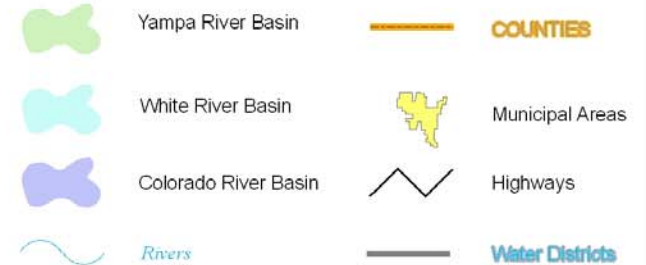 Yampa River Basin
COUNTIES
White River Basin
Municipal Areas
Colorado River Basin
Highways
Rivers
Water Districts